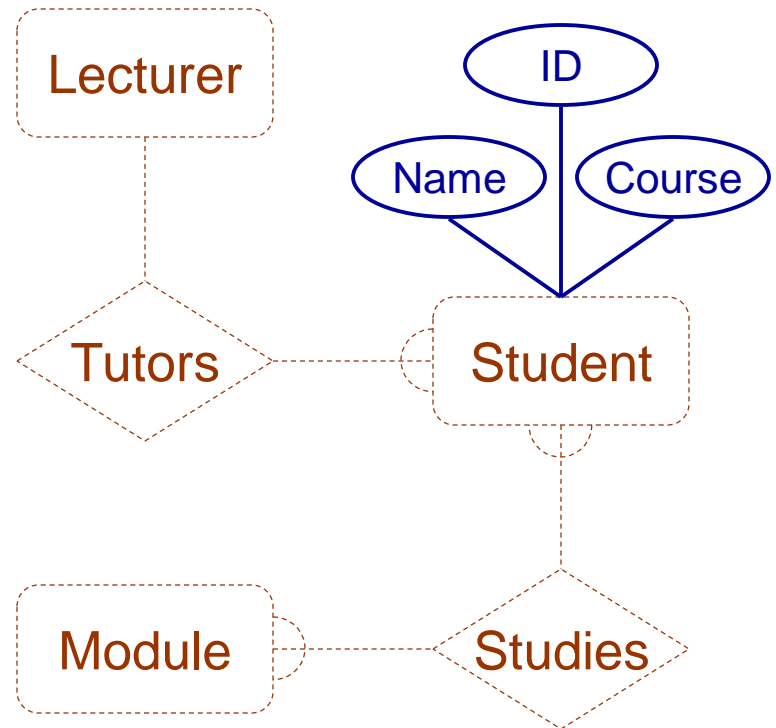 Lecturer
ID
Name
Course
Tutors
Student
Module
Studies